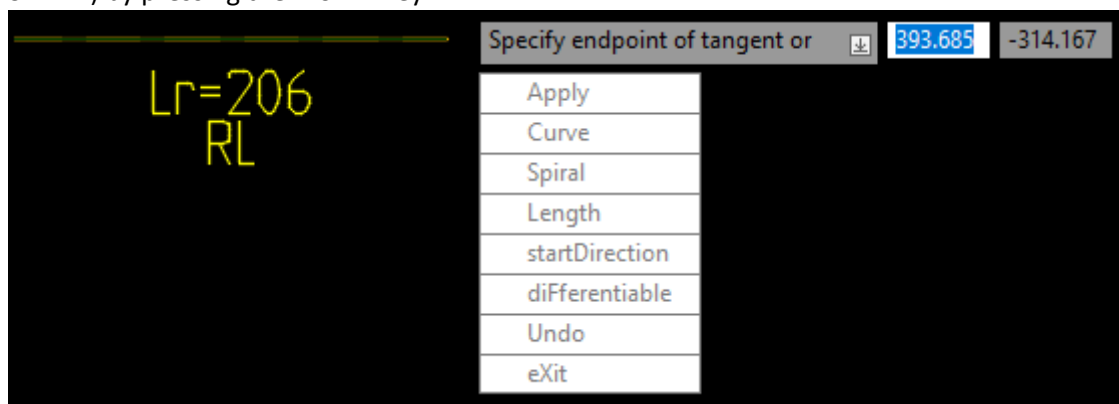 Specify endpoint of tangent or 393.685 -314.167
Lr=206
RL
Apply
Curve
Spiral
Length
startDirection
diFferentiable
Undo
eXit